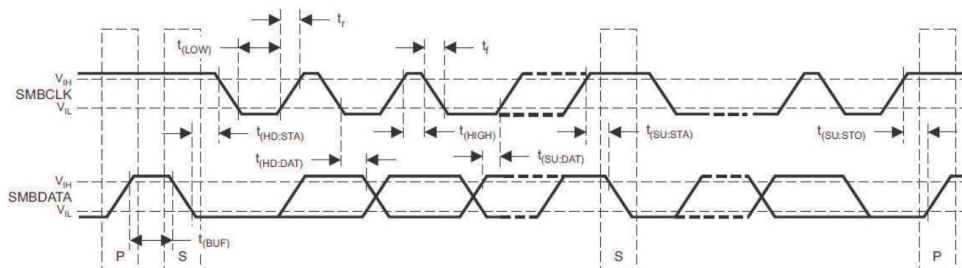 t(LOW)
tr
tf
VIH
SMBCLK
VIL
t(HD:STA)
t(HIGH)
t(SU:STA)
t(SU:STO)
t(HD:DAT)
t(SU:DAT)
VIH
SMBDATA
VIL
t(BUF)
P S S P